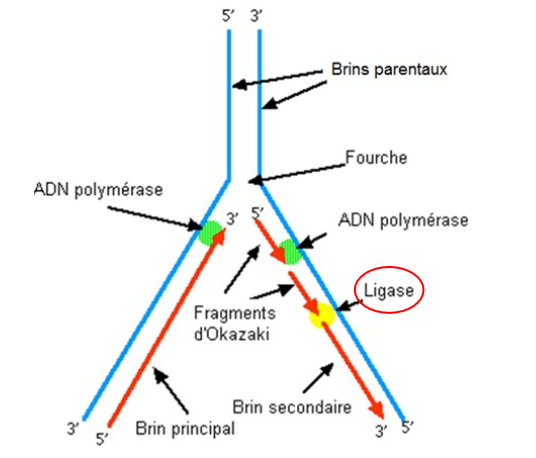 5’ 3’
Brins parentaux
Fourche
ADN polymérase
3’ 5’
ADN polymérase
Ligase
Fragments
d'Okazaki
Brin secondaire
Brin principal
3’ 5’
3’ 5’